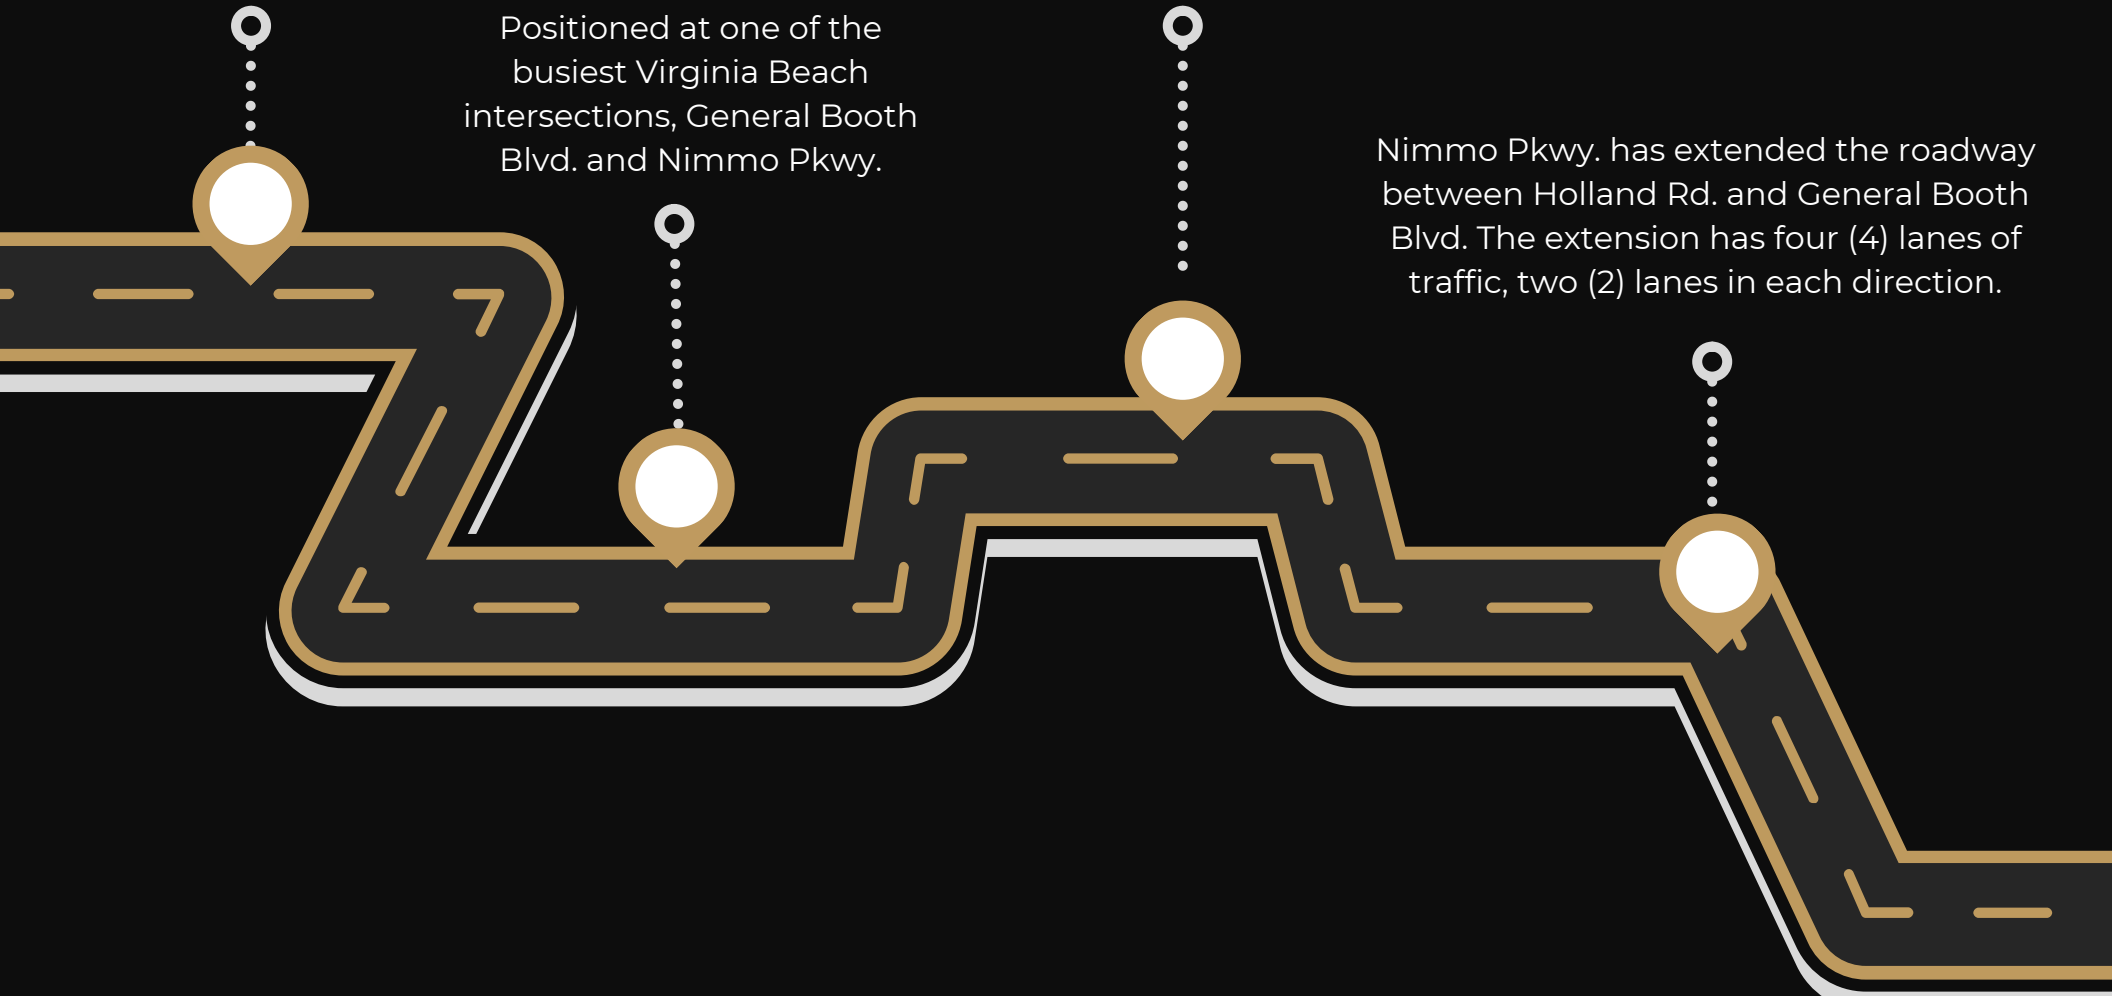 Positioned at one of the
busiest Virginia Beach
intersections, General Booth
Blvd. and Nimmo Pkwy.
Nimmo Pkwy. has extended the roadway
between Holland Rd. and General Booth
Blvd. The extension has four (4) lanes of
traffic, two (2) lanes in each direction.